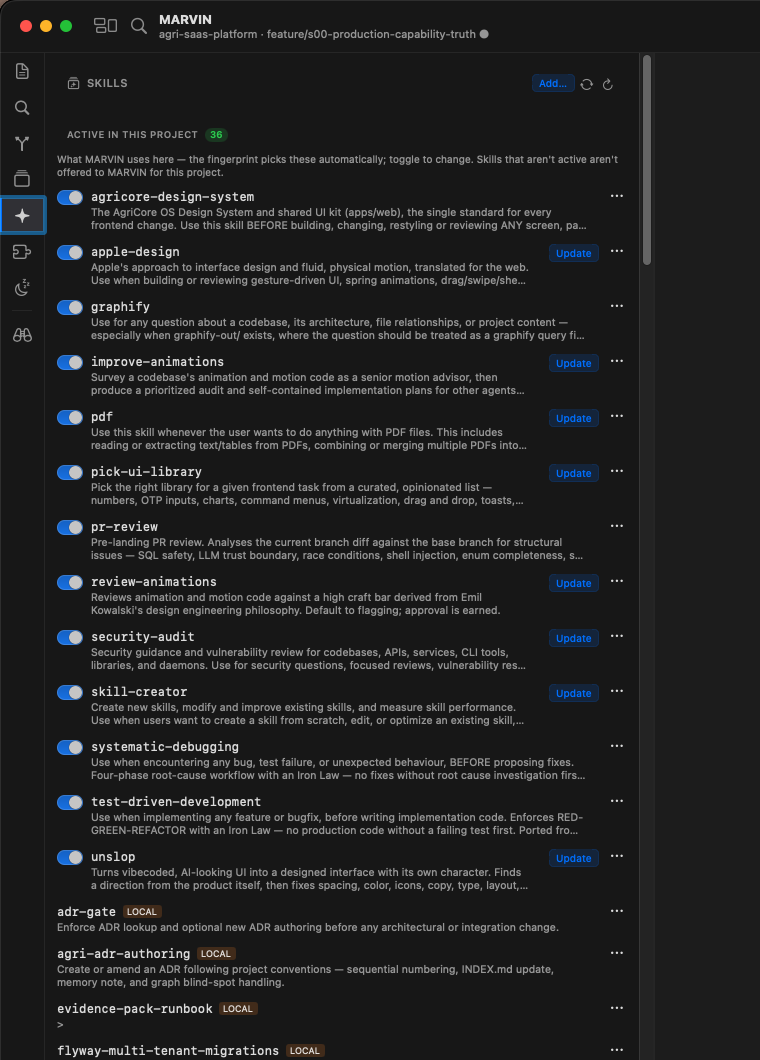 MARVIN
agri-saas-platform · feature/s00-production-capability-truth
SKILLS
Add...
ACTIVE IN THIS PROJECT 36
What MARVIN uses here — the fingerprint picks these automatically; toggle to change. Skills that aren't active aren't
offered to MARVIN for this project.
agricore-design-system
The AgriCore OS Design System and shared UI kit (apps/web), the single standard for every
frontend change. Use this skill BEFORE building, changing, restyling or reviewing ANY screen, pa...
apple-design
Update
Apple's approach to interface design and fluid, physical motion, translated for the web.
Use when building or reviewing gesture-driven UI, spring animations, drag/swipe/she...
graphify
Use for any question about a codebase, its architecture, file relationships, or project content —
especially when graphify-out/ exists, where the question should be treated as a graphify query fi...
improve-animations
Update
Survey a codebase's animation and motion code as a senior motion advisor, then
produce a prioritized audit and self-contained implementation plans for other agents...
pdf
Update
Use this skill whenever the user wants to do anything with PDF files. This includes
reading or extracting text/tables from PDFs, combining or merging multiple PDFs into...
pick-ui-library
Update
Pick the right library for a given frontend task from a curated, opinionated list —
numbers, OTP inputs, charts, command menus, virtualization, drag and drop, toasts,...
pr-review
Pre-landing PR review. Analyses the current branch diff against the base branch for structural
issues — SQL safety, LLM trust boundary, race conditions, shell injection, enum completeness, s...
review-animations
Update
Reviews animation and motion code against a high craft bar derived from Emil
Kowalski's design engineering philosophy. Default to flagging; approval is earned.
security-audit
Update
Security guidance and vulnerability review for codebases, APIs, services, CLI tools,
libraries, and daemons. Use for security questions, focused reviews, vulnerability res...
skill-creator
Update
Create new skills, modify and improve existing skills, and measure skill performance.
Use when users want to create a skill from scratch, edit, or optimize an existing skill,...
systematic-debugging
Use when encountering any bug, test failure, or unexpected behaviour, BEFORE proposing fixes.
Four-phase root-cause workflow with an Iron Law — no fixes without root cause investigation firs...
test-driven-development
Use when implementing any feature or bugfix, before writing implementation code. Enforces RED-
GREEN-REFACTOR with an Iron Law — no production code without a failing test first. Ported fro...
unslop
Update
Turns vibecoded, AI-looking UI into a designed interface with its own character. Finds
a direction from the product itself, then fixes spacing, color, icons, copy, type, layout,...
adr-gate LOCAL
Enforce ADR lookup and optional new ADR authoring before any architectural or integration change.
agri-adr-authoring LOCAL
Create or amend an ADR following project conventions — sequential numbering, INDEX.md update,
memory note, and graph blind-spot handling.
evidence-pack-runbook LOCAL
>
flyway-multi-tenant-migrations LOCAL